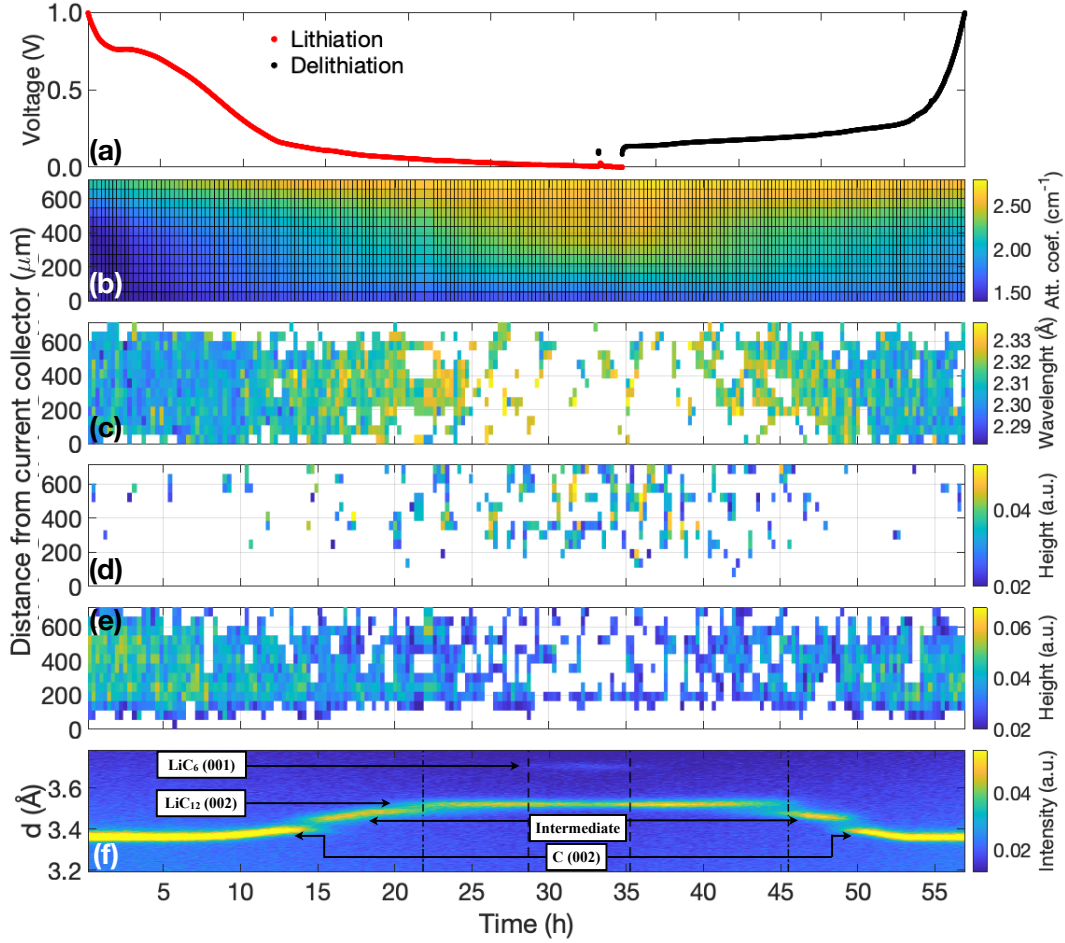 1.0
0.5
0.0
Voltage (V)
Lithiation
Delithiation
(a)
600
400
200
0
(b)
2.50
2.00
1.50
Att. coef. (cm⁻¹)
Distance from current collector (μm)
600
400
200
0
(c)
2.33
2.32
2.31
2.30
2.29
Wavelenght (Å)
600
400
200
0
(d)
0.04
0.02
Height (a.u.)
600
400
200
0
(e)
0.06
0.04
0.02
Height (a.u.)
3.6
3.4
3.2
d (Å)
LiC₆ (001)
LiC₁₂ (002)
Intermediate
C (002)
(f)
0.04
0.02
Intensity (a.u.)
0 5 10 15 20 25 30 35 40 45 50 55
Time (h)